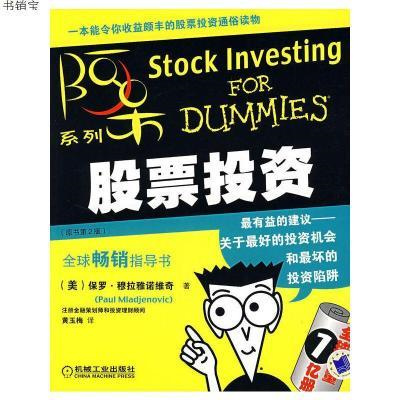 书销宝
一本能令你收益颇丰的股票投资通俗读物
阿呆
系列
Stock Investing
FOR
DUMMIES
股票投资
（原书第2版）
最有益的建议——
关于最好的投资机会
和最坏的
投资陷阱
全球畅销指导书
（美）保罗·穆拉雅诺维奇 著
(Paul Mladjenovic)
注册金融策划师和投资理财顾问
黄玉梅 译
机械工业出版社
CHINA MACHINE PRESS
1
亿册